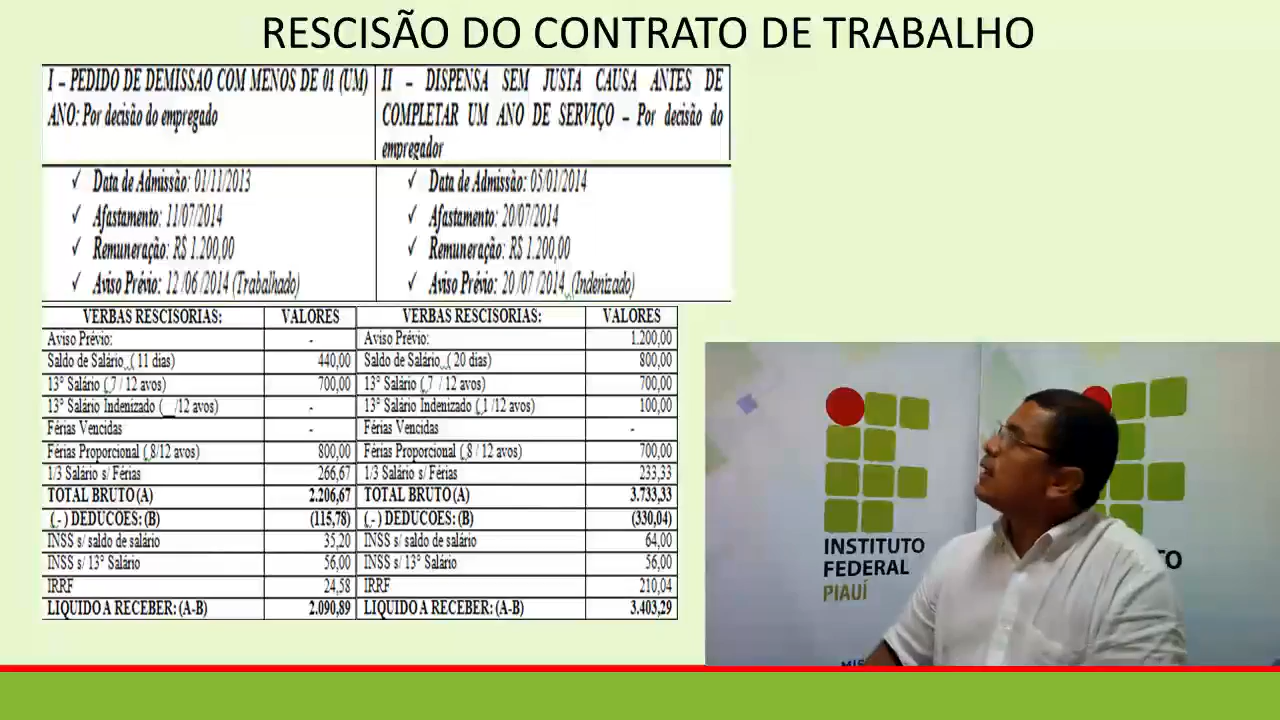 RESCISÃO DO CONTRATO DE TRABALHO
I – PEDIDO DE DEMISSÃO COM MENOS DE 01 (UM)
ANO: Por decisão do empregado
II – DISPENSA SEM JUSTA CAUSA ANTES DE
COMPLETAR UM ANO DE SERVIÇO – Por decisão do
empregador
✓ Data de Admissão: 01/11/2013
✓ Afastamento: 11/07/2014
✓ Remuneração: R$ 1.200,00
✓ Aviso Prévio: 12 /06 /2014 (Trabalhado)
✓ Data de Admissão: 05/01/2014
✓ Afastamento: 20/07/2014
✓ Remuneração: R$ 1.200,00
✓ Aviso Prévio: 20 /07 /2014 (Indenizado)
VERBAS RESCISORIAS: VALORES VERBAS RESCISORIAS: VALORES
Aviso Prévio: - Aviso Prévio: 1.200,00
Saldo de Salário ( 11 dias) 440,00 Saldo de Salário ( 20 dias) 800,00
13º Salário ( 7 / 12 avos) 700,00 13º Salário ( 7 / 12 avos) 700,00
13º Salário Indenizado (__/12 avos) - 13º Salário Indenizado ( 1 /12 avos) 100,00
Férias Vencidas - Férias Vencidas -
Férias Proporcional ( 8/12 avos) 800,00 Férias Proporcional ( 8 / 12 avos) 700,00
1/3 Salário s/ Férias 266,67 1/3 Salário s/ Férias 233,33
TOTAL BRUTO (A) 2.206,67 TOTAL BRUTO (A) 3.733,33
( - ) DEDUCOES: (B) (115,78) ( - ) DEDUCOES: (B) (330,04)
INSS s/ saldo de salário 35,20 INSS s/ saldo de salário 64,00
INSS s/ 13º Salário 56,00 INSS s/ 13º Salário 56,00
IRRF 24,58 IRRF 210,04
LIQUIDO A RECEBER: (A-B) 2.090,89 LIQUIDO A RECEBER: (A-B) 3.403,29
INSTITUTO
FEDERAL
PIAUÍ